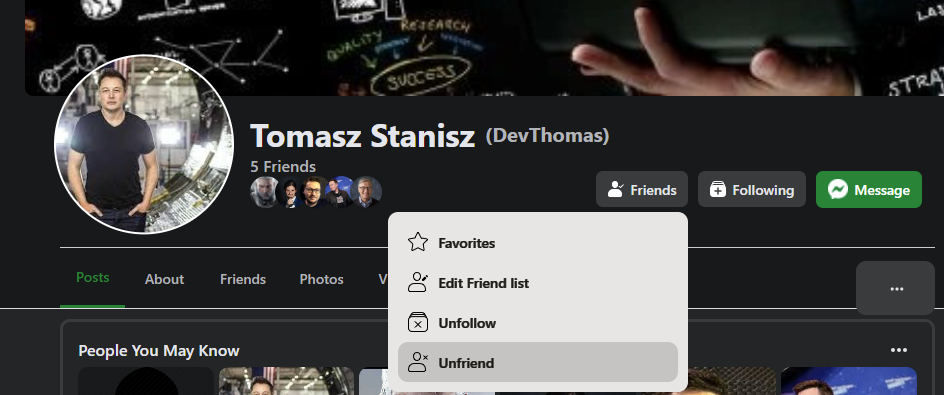 RESEARCH
QUALITY
SUCCESS
Tomasz Stanisz (DevThomas)
5 Friends
Friends
Following
Message
Favorites
Edit Friend list
Unfollow
Unfriend
Posts
About
Friends
Photos
...
People You May Know
...